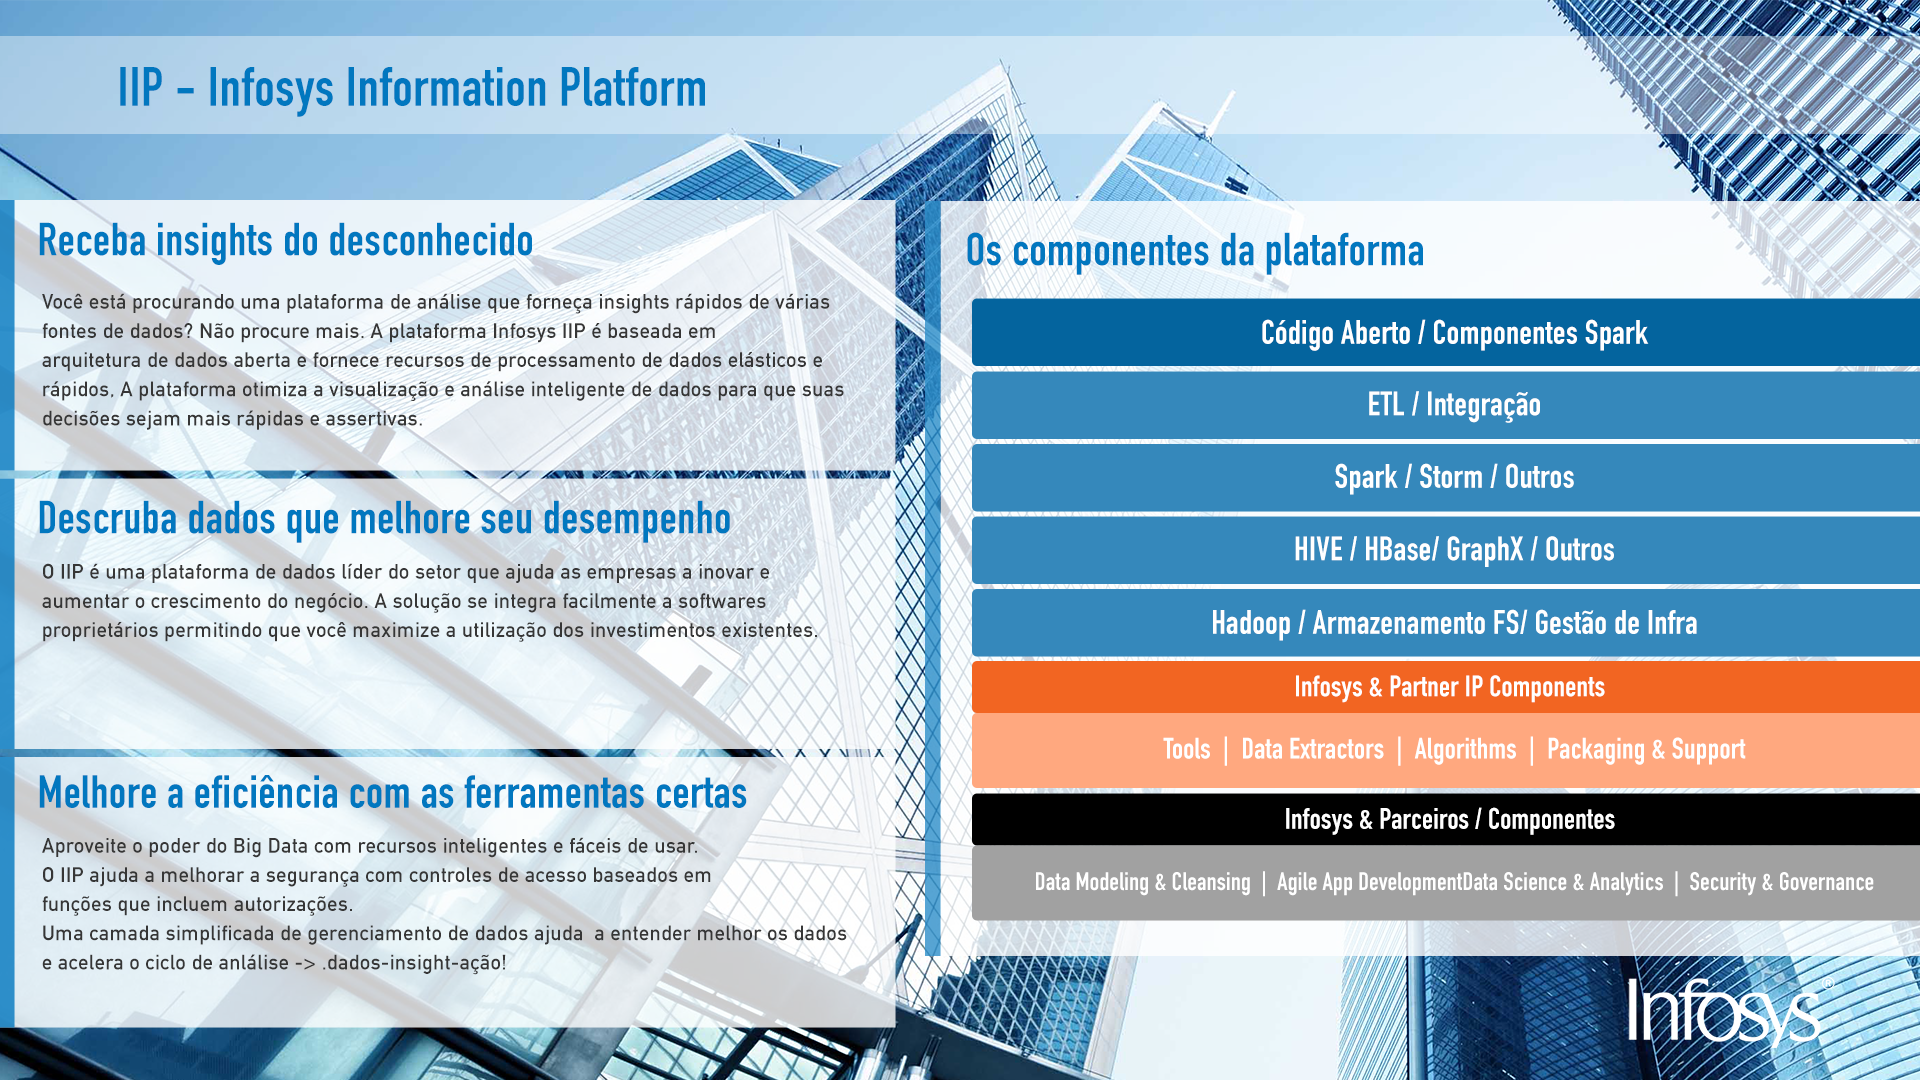 IIP - Infosys Information Platform
Receba insights do desconhecido
Você está procurando uma plataforma de análise que forneça insights rápidos de várias
fontes de dados? Não procure mais. A plataforma Infosys IIP é baseada em
arquitetura de dados aberta e fornece recursos de processamento de dados elásticos e
rápidos. A plataforma otimiza a visualização e análise inteligente de dados para que suas
decisões sejam mais rápidas e assertivas.
Descruba dados que melhore seu desempenho
O IIP é uma plataforma de dados líder do setor que ajuda as empresas a inovar e
aumentar o crescimento do negócio. A solução se integra facilmente a softwares
proprietários permitindo que você maximize a utilização dos investimentos existentes.
Melhore a eficiência com as ferramentas certas
Aproveite o poder do Big Data com recursos inteligentes e fáceis de usar.
O IIP ajuda a melhorar a segurança com controles de acesso baseados em
funções que incluem autorizações.
Uma camada simplificada de gerenciamento de dados ajuda  a entender melhor os dados
e acelera o ciclo de anlálise -> .dados-insight-ação!
Os componentes da plataforma
Código Aberto / Componentes Spark
ETL / Integração
Spark / Storm / Outros
HIVE / HBase/ GraphX / Outros
Hadoop / Armazenamento FS/ Gestão de Infra
Infosys & Partner IP Components
Tools | Data Extractors | Algorithms | Packaging & Support
Infosys & Parceiros / Componentes
Data Modeling & Cleansing | Agile App DevelopmentData Science & Analytics | Security & Governance
Infosys®